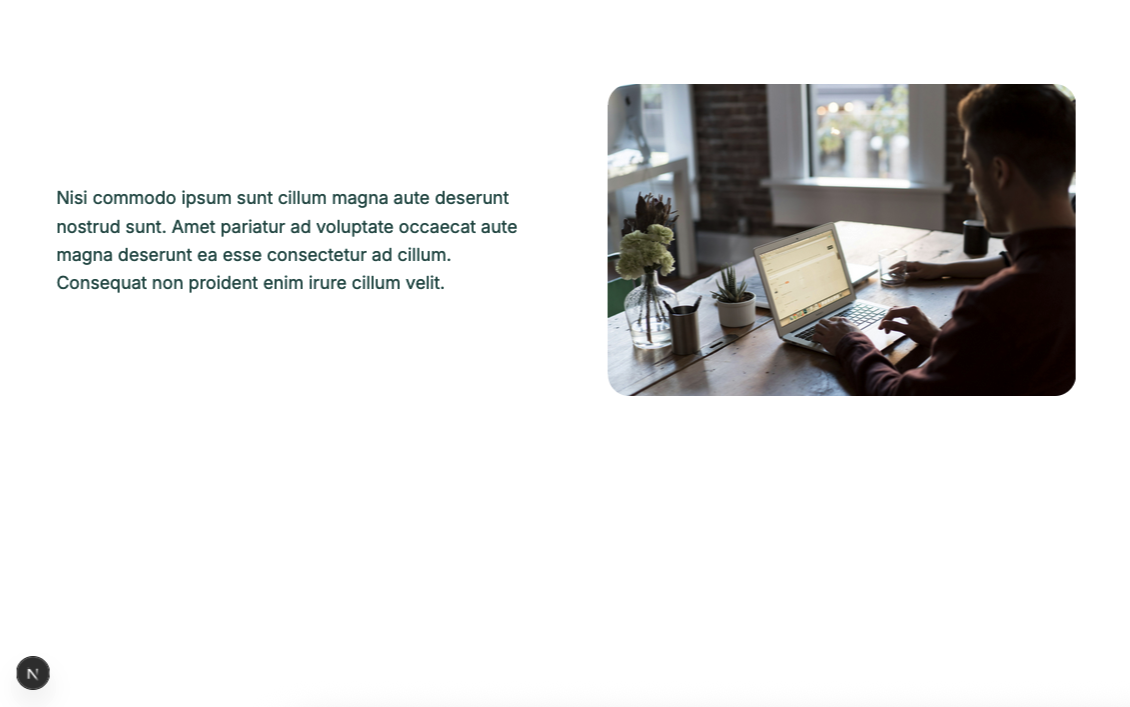 Nisi commodo ipsum sunt cillum magna aute deserunt
nostrud sunt. Amet pariatur ad voluptate occaecat aute
magna deserunt ea esse consectetur ad cillum.
Consequat non proident enim irure cillum velit.
N